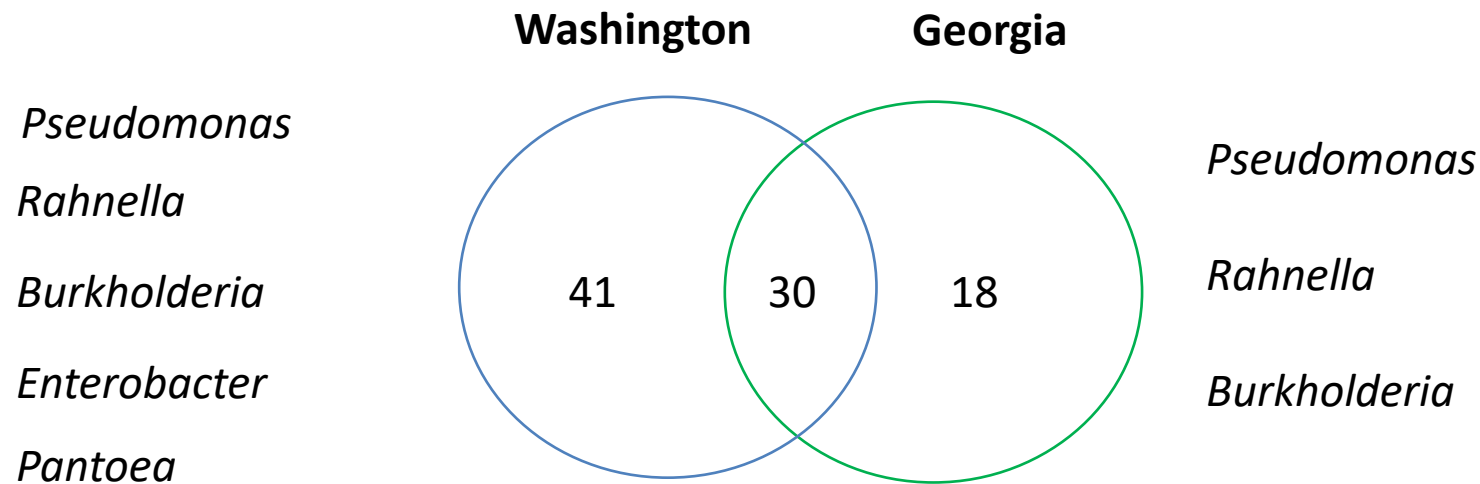 Washington Georgia
Pseudomonas
Rahnella
Burkholderia
Enterobacter
Pantoea
41 30 18
Pseudomonas
Rahnella
Burkholderia